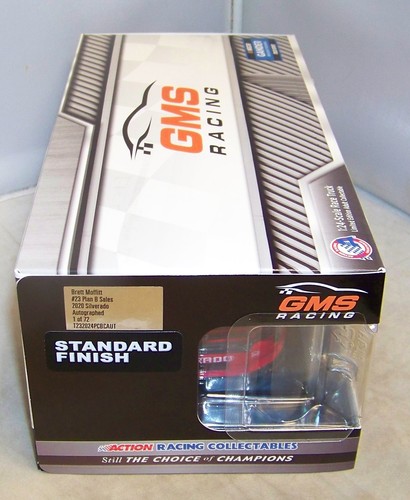 GMS
RACING
1:24-Scale Race Truck
GMS
RACING
Brett Moffitt
#23 Plan B Sales
2020 Silverado
Autographed
1 of 72
T232024PCBCAUT
STANDARD
FINISH
ACTION RACING COLLECTABLES
Still THE CHOICE of CHAMPIONS